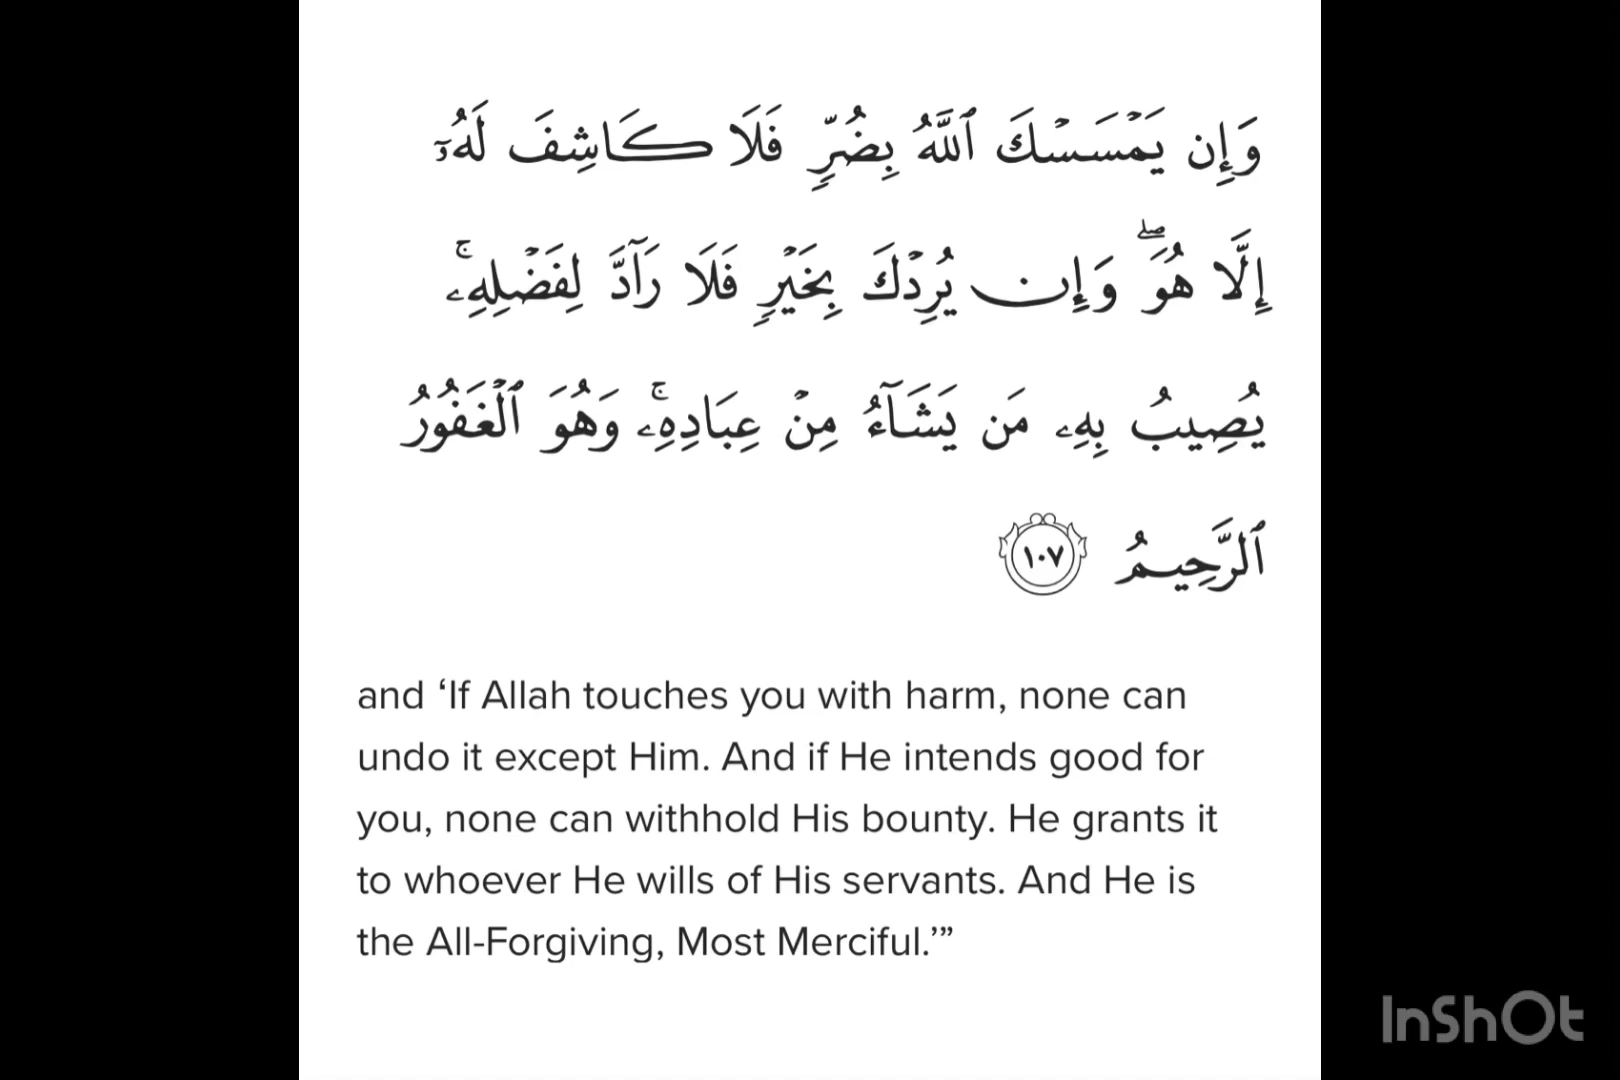 وَإِن يَمۡسَسۡكَ ٱللَّهُ بِضُرّٖ فَلَا كَاشِفَ لَهُۥٓ
إِلَّا هُوَۖ وَإِن يُرِدۡكَ بِخَيۡرٖ فَلَا رَآدَّ لِفَضۡلِهِۦۚ
يُصِيبُ بِهِۦ مَن يَشَآءُ مِنۡ عِبَادِهِۦۚ وَهُوَ ٱلۡغَفُورُ
ٱلرَّحِيمُ ١٠٧
and ‘If Allah touches you with harm, none can
undo it except Him. And if He intends good for
you, none can withhold His bounty. He grants it
to whoever He wills of His servants. And He is
the All-Forgiving, Most Merciful.’”
InShOt